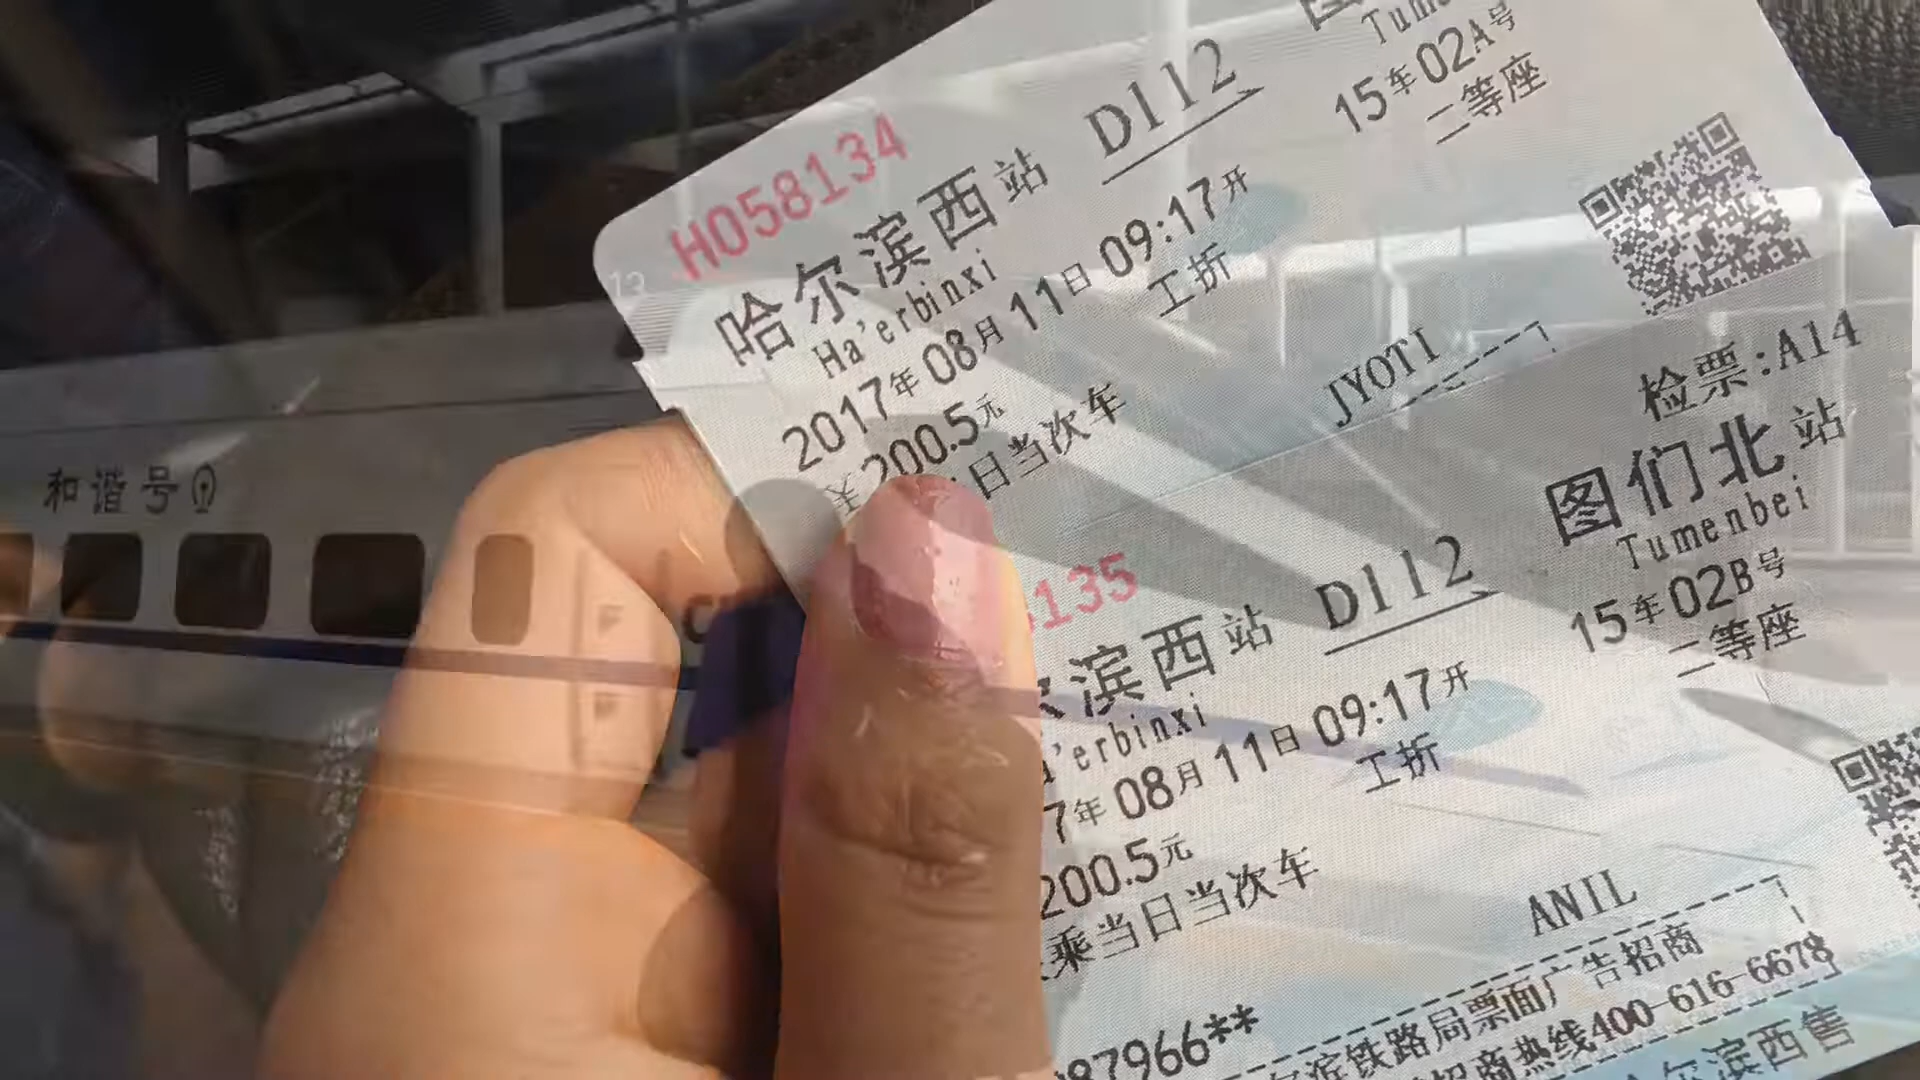 和谐号
H058134
哈尔滨西站 D112
Ha'erbinxi
15车02A号
二等座
2017年08月11日 09:17开
200.5元 工折
日当次车
JYOTI
检票:A14
135
滨西站 D112 图们北站
'erbinxi Tumenbei
7年08月11日 09:17开 15车02B号
200.5元 工折 二等座
乘当日当次车
ANIL
87966**
滨铁路局票面广告招商
招商热线400-616-6678
尔滨西售